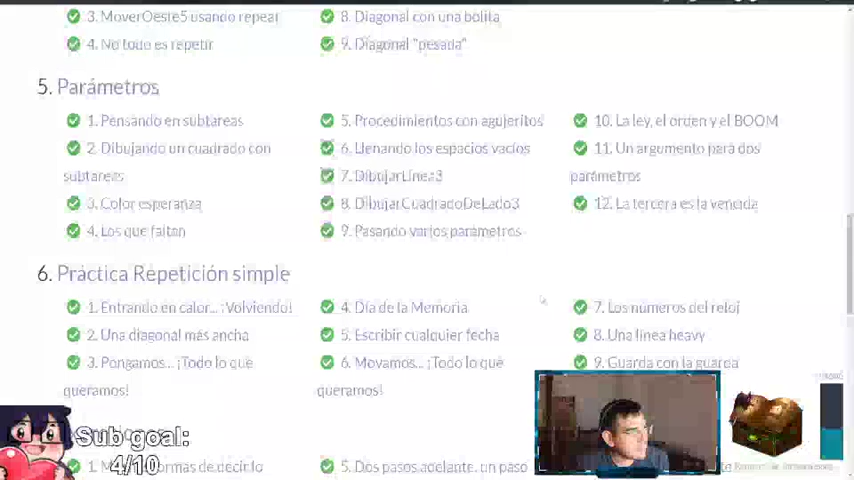 3. MoverOeste5 usando repeat
8. Diagonal con una bolita
4. No todo es repetir
9. Diagonal "pesada"
5. Parámetros
1. Pensando en subtareas
5. Procedimientos con agujeritos
10. La ley, el orden y el BOOM
2. Dibujando un cuadrado con
subtareas
6. Llenando los espacios vacíos
11. Un argumento para dos
parámetros
7. DibujarLinea3
3. Color esperanza
8. DibujarCuadradoDeLado3
12. La tercera es la vencida
4. Los que faltan
9. Pasando varios parámetros
6. Práctica Repetición simple
1. Entrando en calor... ¡Volviendo!
4. Día de la Memoria
7. Los números del reloj
2. Una diagonal más ancha
5. Escribir cualquier fecha
8. Una línea heavy
3. Pongamos... ¡Todo lo que
queramos!
6. Movamos... ¡Todo lo que
queramos!
9. Guarda con la guarda
Sub goal:
4/10
1.
ormas de decirlo
5. Dos pasos adelante, un paso